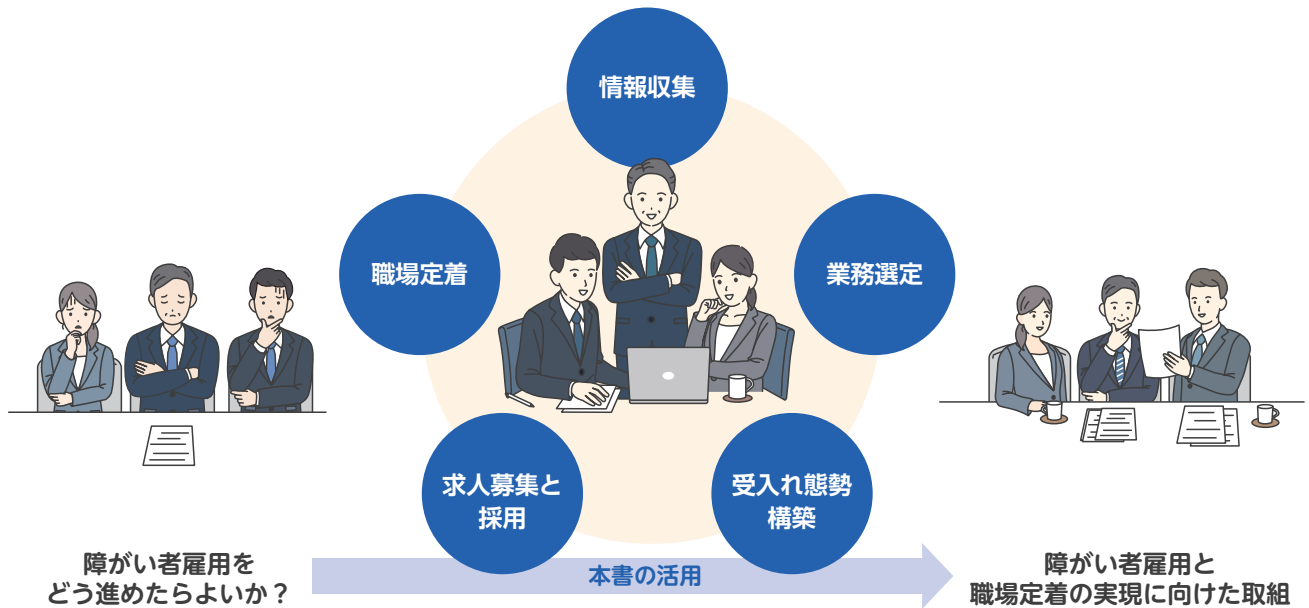 情報収集
職場定着
業務選定
求人募集と
採用
受入れ態勢
構築
障がい者雇用を
どう進めたらよいか？
本書の活用
障がい者雇用と
職場定着の実現に向けた取組